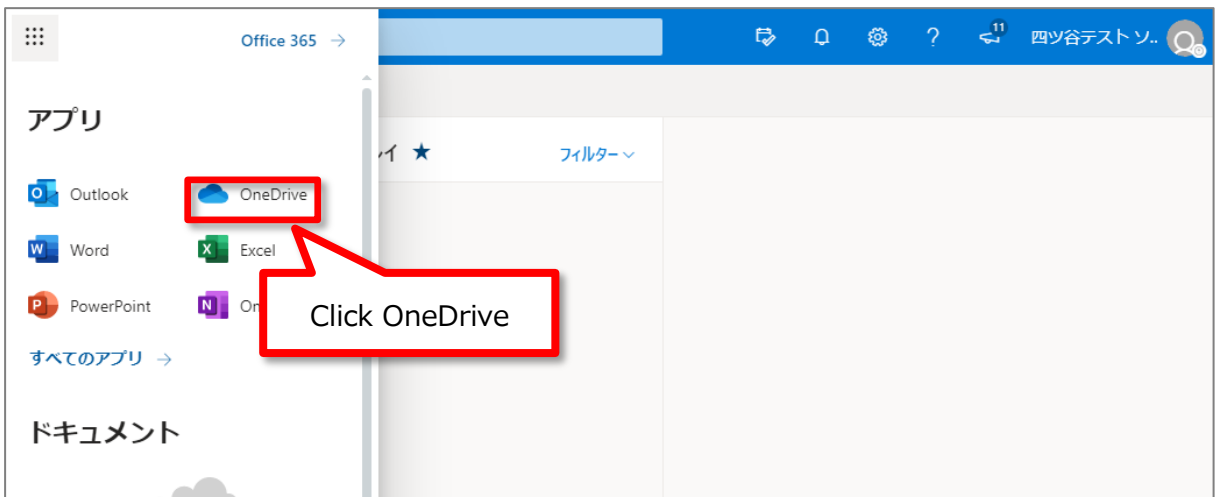 Office 365 →
11
四ツ谷テスト ソ..
アプリ
イ ★
フィルター
Outlook
OneDrive
Word
Excel
PowerPoint
On
Click OneDrive
すべてのアプリ →
ドキュメント